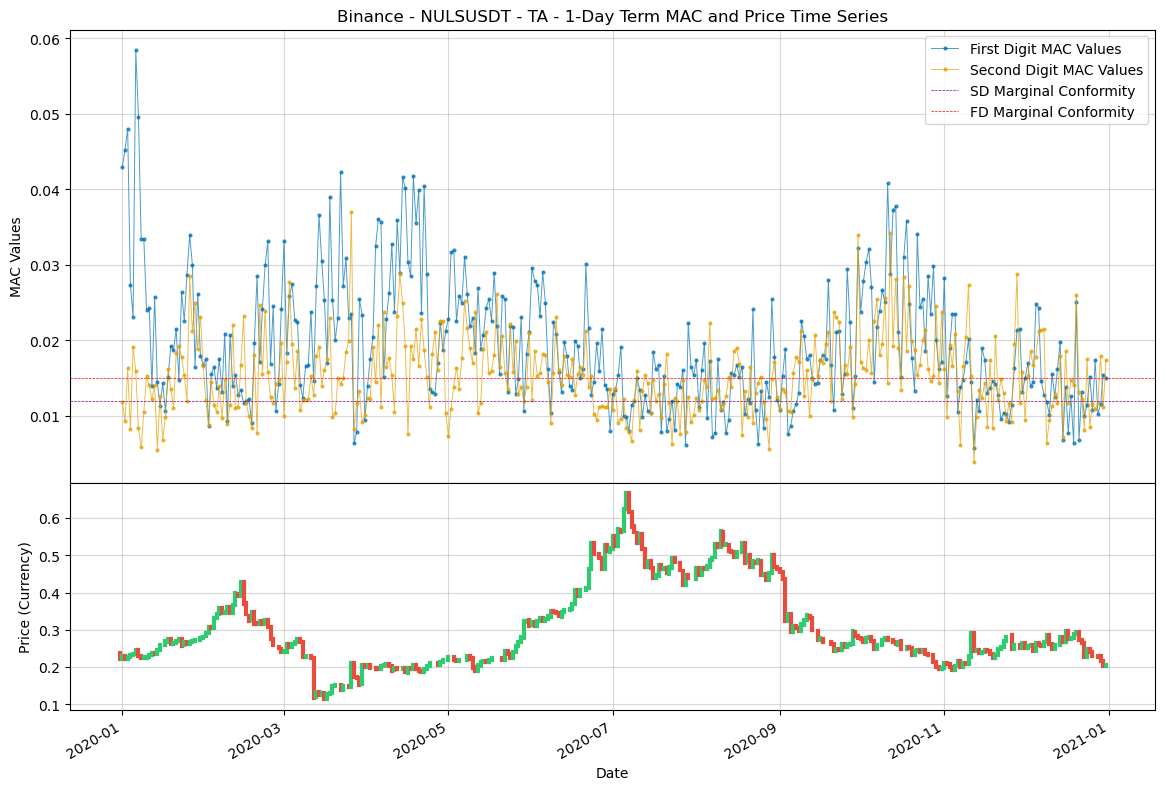 Binance - NULSUSDT - TA - 1-Day Term MAC and Price Time Series
First Digit MAC Values
Second Digit MAC Values
SD Marginal Conformity
FD Marginal Conformity
MAC Values
0.06
0.05
0.04
0.03
0.02
0.01
Price (Currency)
0.6
0.5
0.4
0.3
0.2
0.1
2020-01
2020-03
2020-05
2020-07
2020-09
2020-11
2021-01
Date